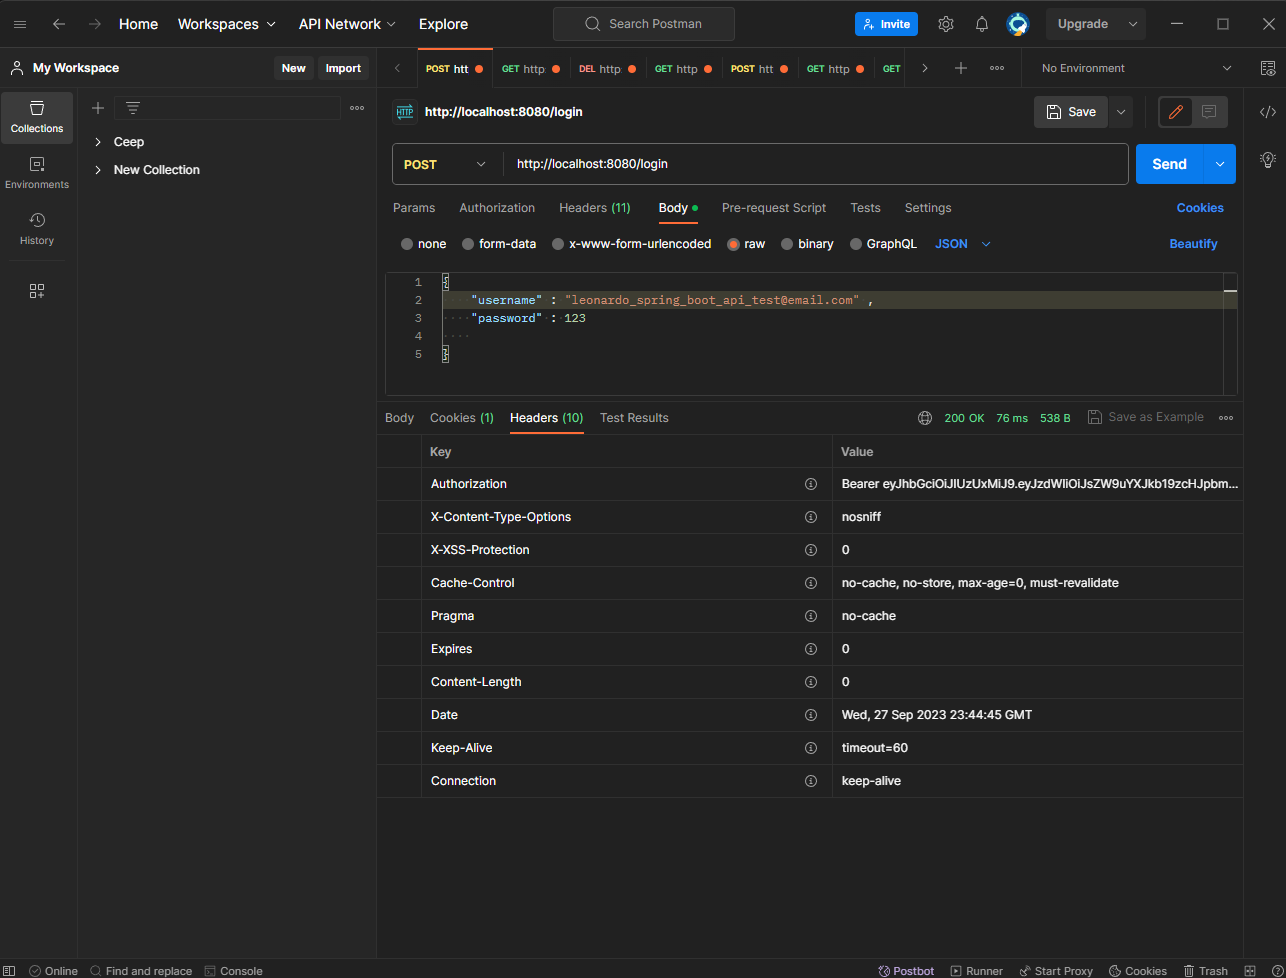 Home Workspaces API Network Explore Search Postman Invite Upgrade
My Workspace New Import POST htt GET http DEL http GET http POST htt GET http GET No Environment
Collections
Environments
History
Ceep
New Collection
HTTP http://localhost:8080/login Save
POST http://localhost:8080/login Send
Params Authorization Headers (11) Body Pre-request Script Tests Settings Cookies
none form-data x-www-form-urlencoded raw binary GraphQL JSON Beautify
1 {
2 "username" : "leonardo_spring_boot_api_test@email.com" ,
3 "password" : 123
4
5 }
Body Cookies (1) Headers (10) Test Results 200 OK 76 ms 538 B Save as Example
Key Value
Authorization Bearer eyJhbGciOiJIUzUxMiJ9.eyJzdWIiOiJsZW9uYXJkb19zcHJpbm...
X-Content-Type-Options nosniff
X-XSS-Protection 0
Cache-Control no-cache, no-store, max-age=0, must-revalidate
Pragma no-cache
Expires 0
Content-Length 0
Date Wed, 27 Sep 2023 23:44:45 GMT
Keep-Alive timeout=60
Connection keep-alive
Online Find and replace Console Postbot Runner Start Proxy Cookies Trash